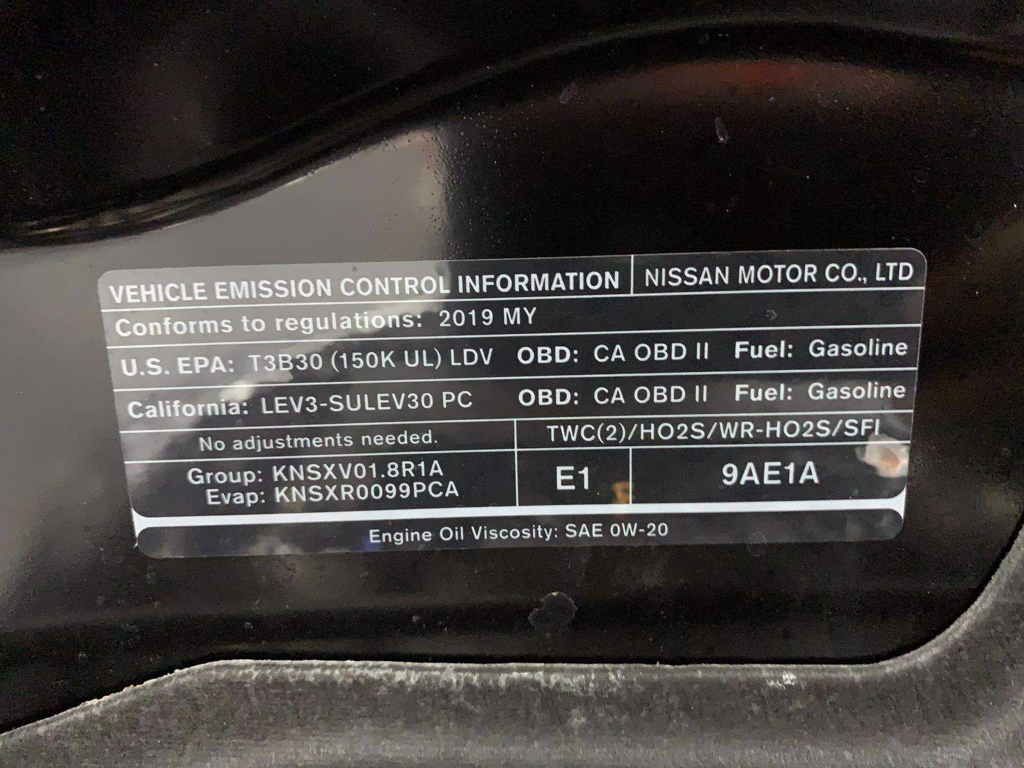 VEHICLE EMISSION CONTROL INFORMATION NISSAN MOTOR CO., LTD
Conforms to regulations: 2019 MY
U.S. EPA: T3B30 (150K UL) LDV OBD: CA OBD II Fuel: Gasoline
California: LEV3-SULEV30 PC OBD: CA OBD II Fuel: Gasoline
No adjustments needed. TWC(2)/HO2S/WR-HO2S/SFI
Group: KNSXV01.8R1A
Evap: KNSXR0099PCA
E1 9AE1A
Engine Oil Viscosity: SAE 0W-20